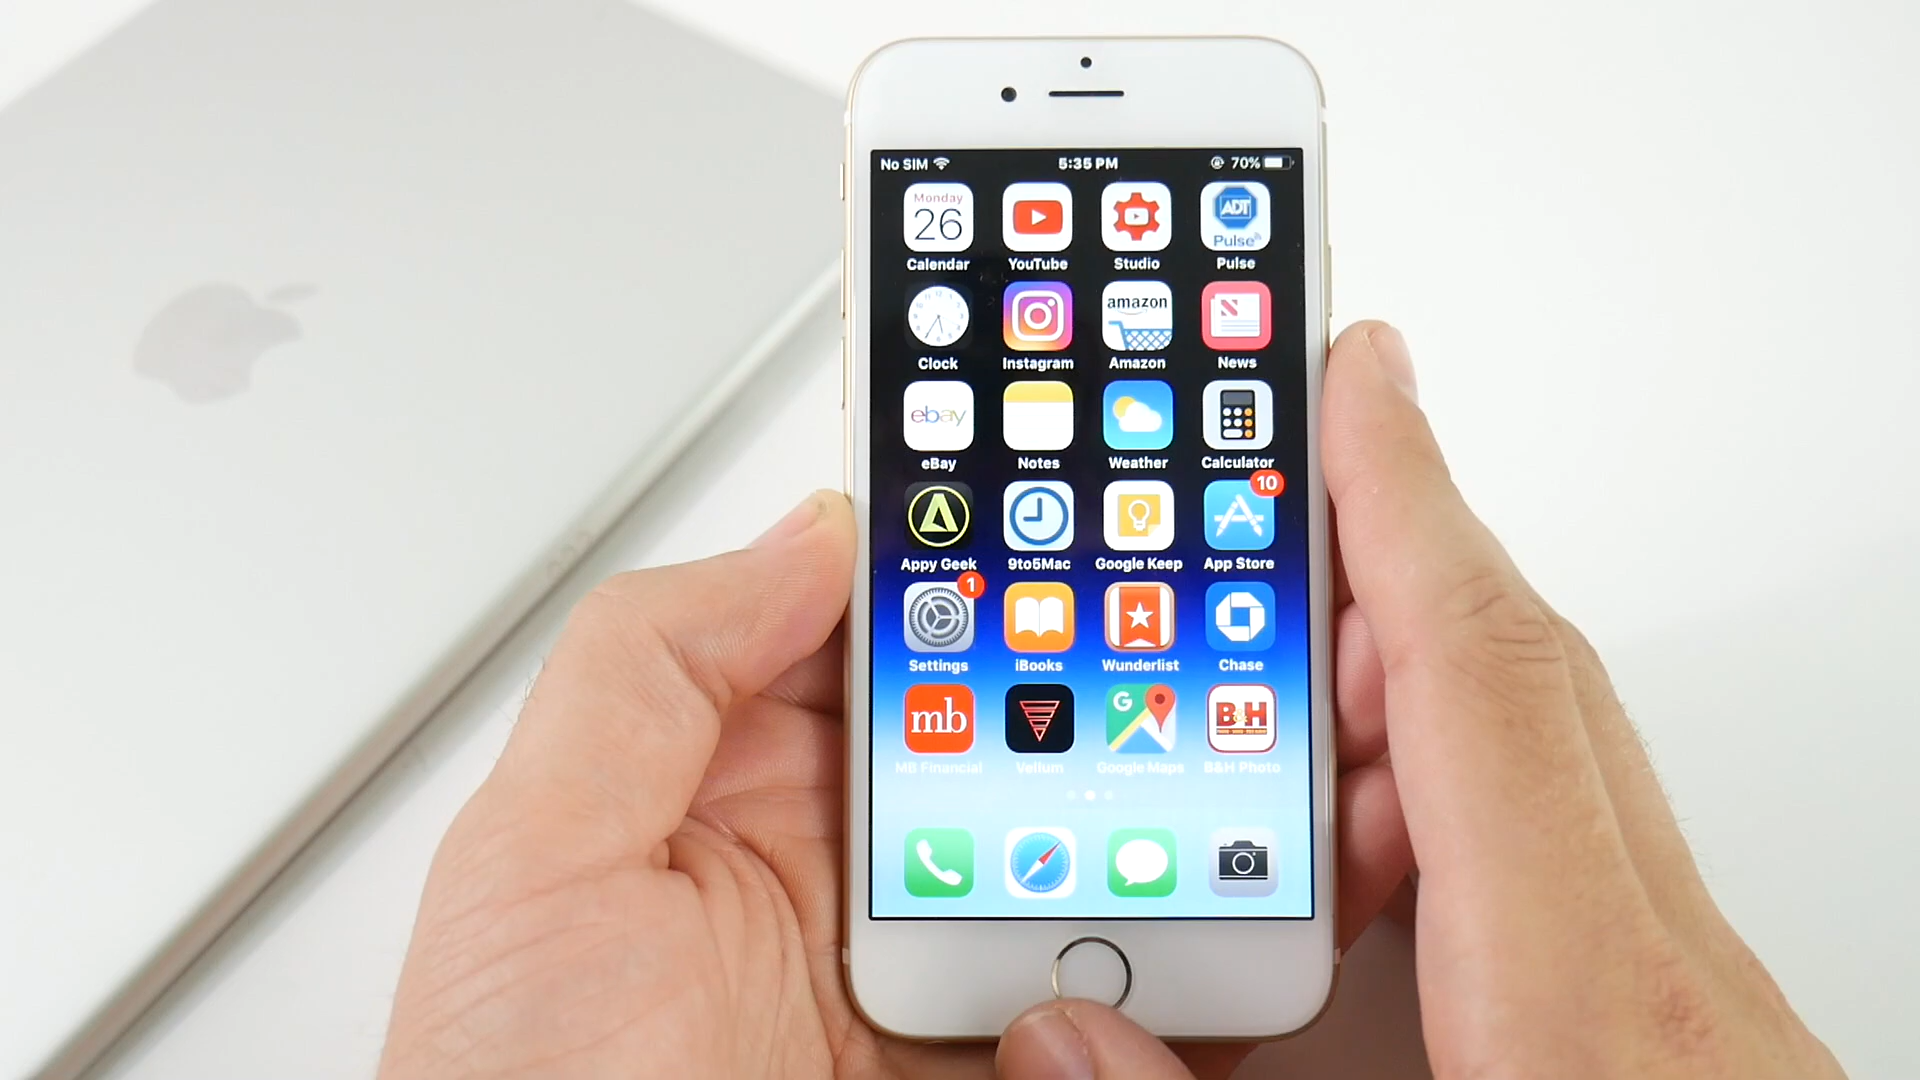 No SIM 5:35 PM 70%
Monday
26
ADT
Pulse
Calendar YouTube Studio Pulse
amazon
Clock Instagram Amazon News
ebay
eBay Notes Weather Calculator
10
Appy Geek 9to5Mac Google Keep App Store
1
Settings iBooks Wunderlist Chase
mb G B&H
MB Financial Vellum Google Maps B&H Photo